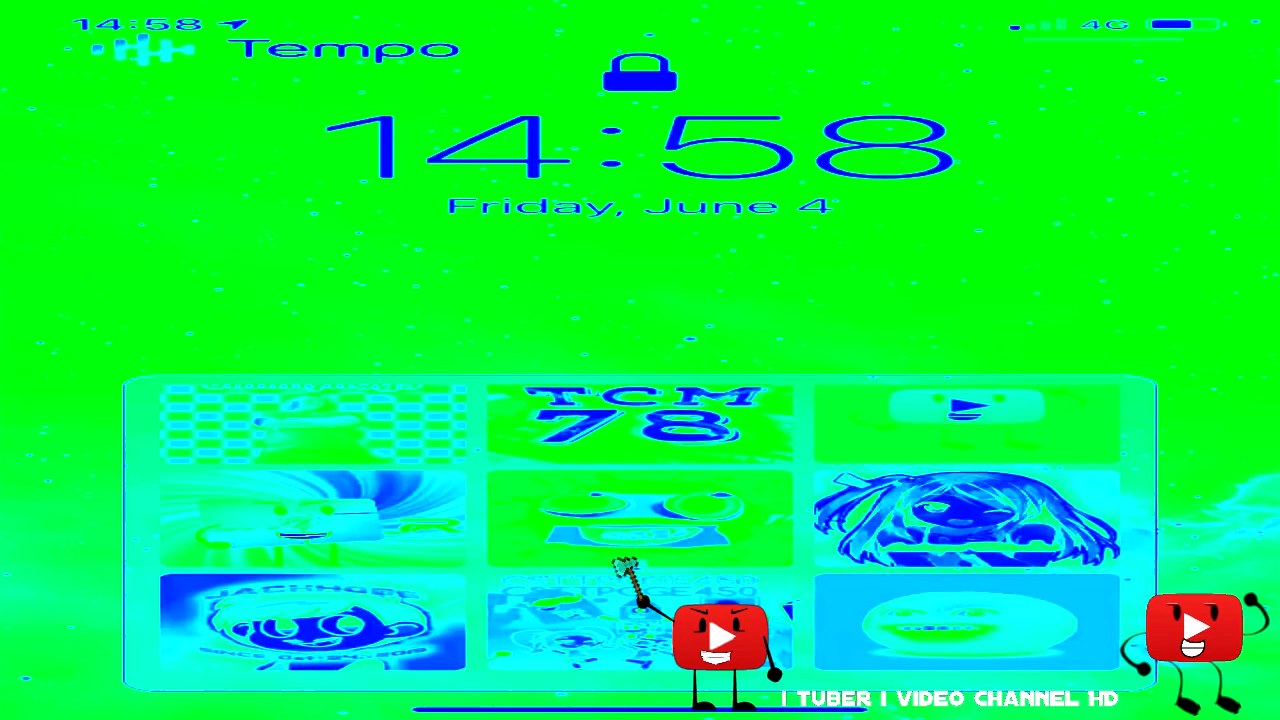 14:58
4G
Tempo
14:58
Friday, June 4
TCM
78
I TUBER I VIDEO CHANNEL HD